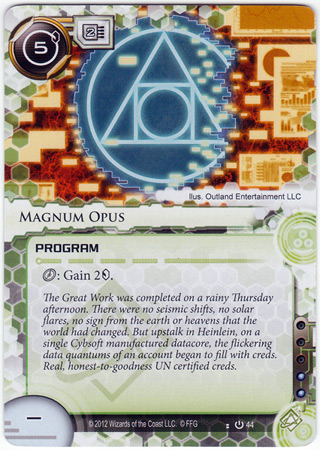 5
2
Ilus. Outland Entertainment LLC
MAGNUM OPUS
PROGRAM
: Gain 2.
The Great Work was completed on a rainy Thursday
afternoon. There were no seismic shifts, no solar
flares, no sign from the earth or heavens that the
world had changed. But upstalk in Heinlein, on a
single Cybsoft manufactured datacore, the flickering
data quantums of an account began to fill with creds.
Real, honest-to-goodness UN certified creds.
–
© 2012 Wizards of the Coast LLC. © FFG
44